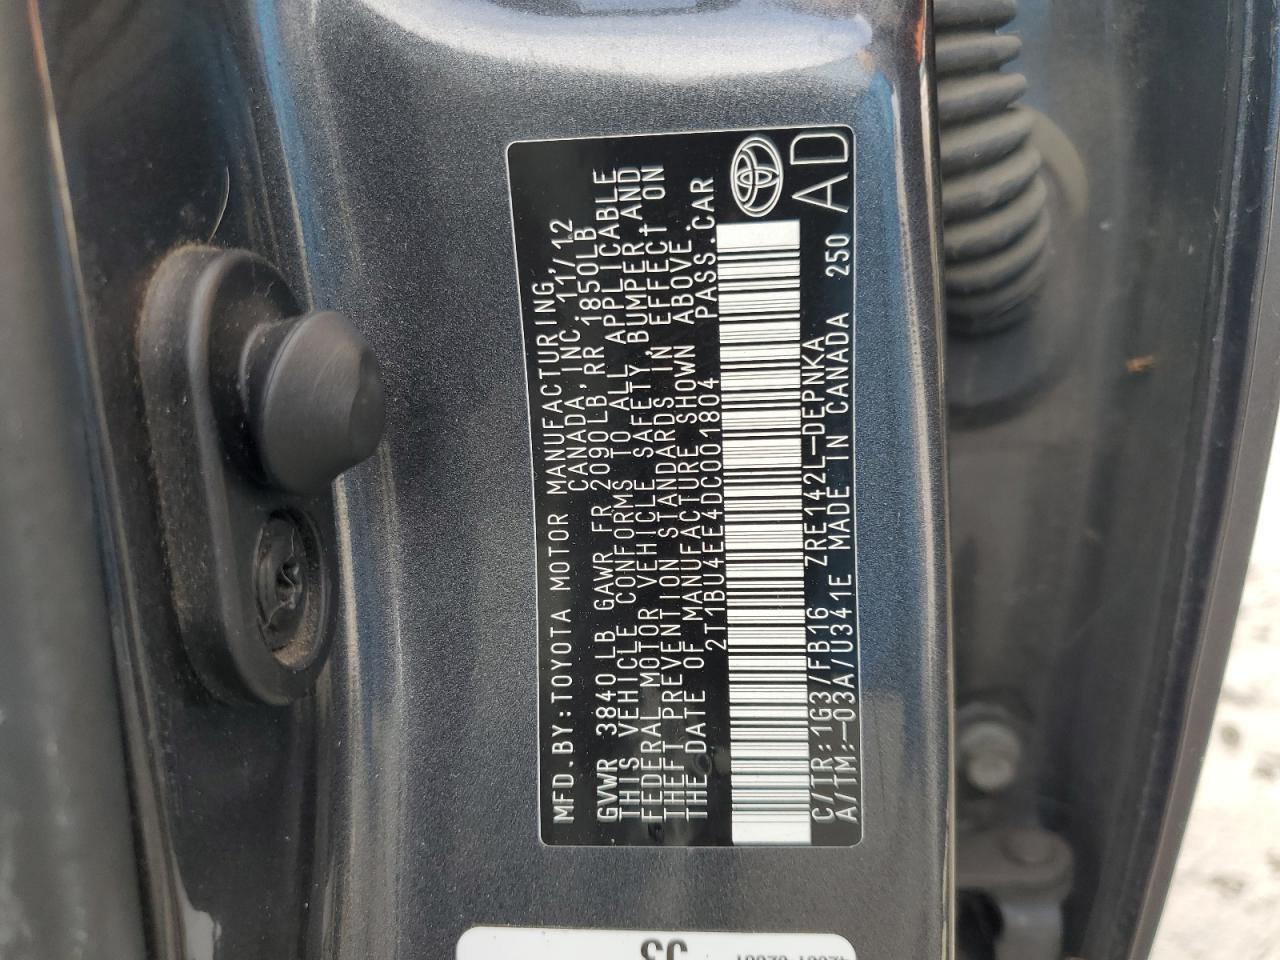 MFD.BY:TOYOTA MOTOR MANUFACTURING,
CANADA,INC. 11/12
GVWR 3840 LB GAWR FR 2090LB,RR 1850LB
THIS VEHICLE CONFORMS TO ALL APPLICABLE
FEDERAL MOTOR VEHICLE SAFETY,BUMPER,AND
THEFT PREVENTION STANDARDS IN EFFECT ON
THE DATE OF MANUFACTURE SHOWN ABOVE.
2T1BU4EE4DC001804 PASS.CAR
C/TR:1G3/FB16 ZRE142L-DEPNKA
A/TM:-03A/U341E MADE IN CANADA 250
AD
J3